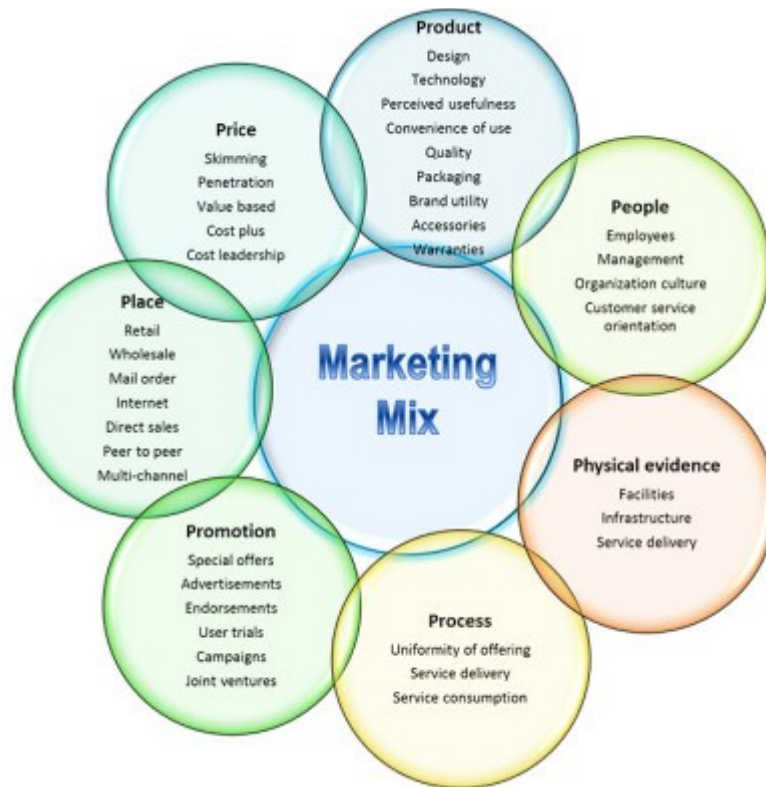 Product
Design
Technology
Perceived usefulness
Convenience of use
Quality
Packaging
Brand utility
Accessories
Warranties
People
Employees
Management
Organization culture
Customer service
orientation
Physical evidence
Facilities
Infrastructure
Service delivery
Process
Uniformity of offering
Service delivery
Service consumption
Promotion
Special offers
Advertisements
Endorsements
User trials
Campaigns
Joint ventures
Place
Retail
Wholesale
Mail order
Internet
Direct sales
Peer to peer
Multi-channel
Price
Skimming
Penetration
Value based
Cost plus
Cost leadership
Marketing
Mix